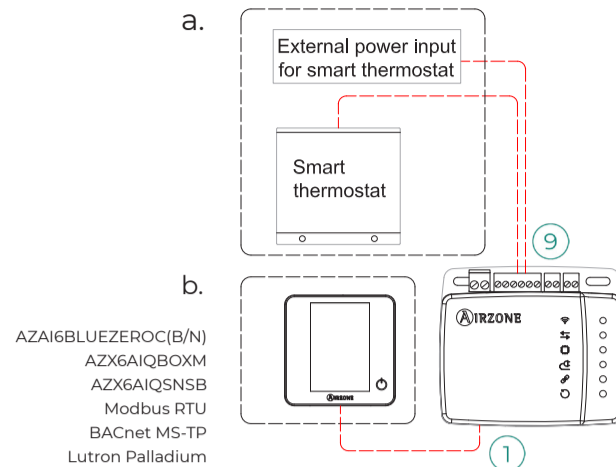 a.
External power input
for smart thermostat
Smart
thermostat
9
b.
AIRZONE
AZAI6BLUEZEROC(B/N)
AZX6AIQBOXM
AZX6AIQSNSB
Modbus RTU
BACnet MS-TP
Lutron Palladium
AIRZONE
1